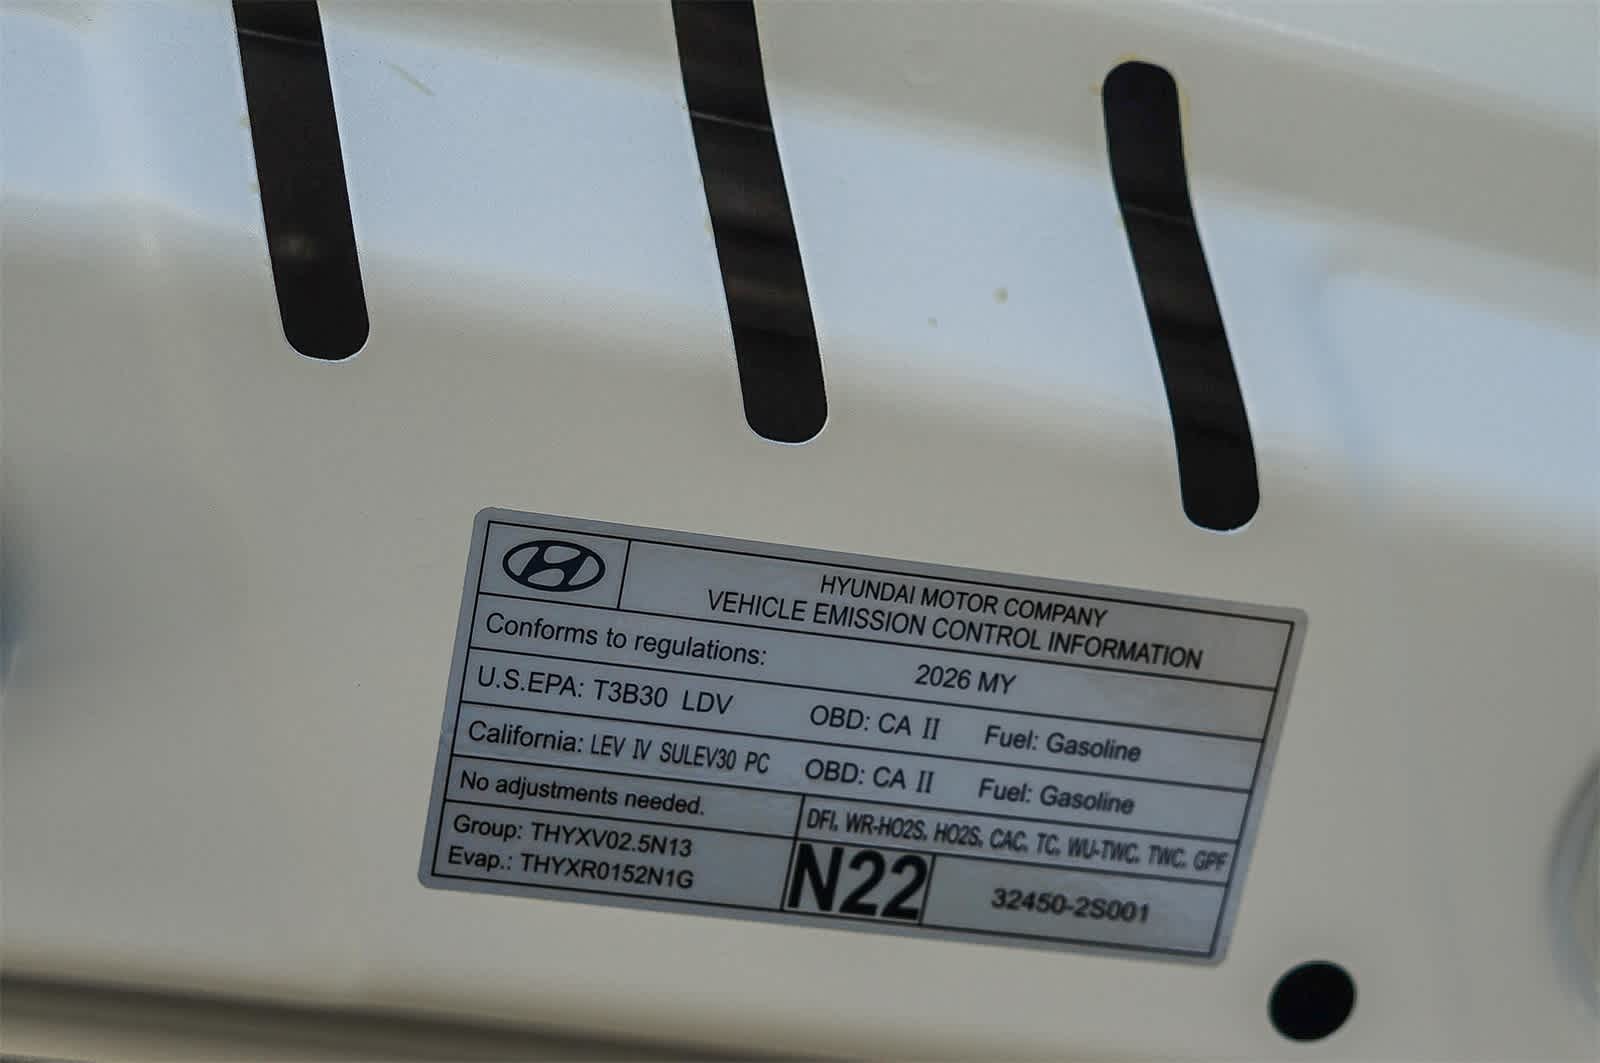 HYUNDAI MOTOR COMPANY
VEHICLE EMISSION CONTROL INFORMATION
Conforms to regulations: 2026 MY
U.S.EPA: T3B30 LDV OBD: CA II Fuel: Gasoline
California: LEV IV SULEV30 PC OBD: CA II Fuel: Gasoline
No adjustments needed.
DFI, WR-HO2S, HO2S, CAC, TC, WU-TWC, TWC, GPF
Group: THYXV02.5N13
Evap.: THYXR0152N1G
N22
32450-2S001